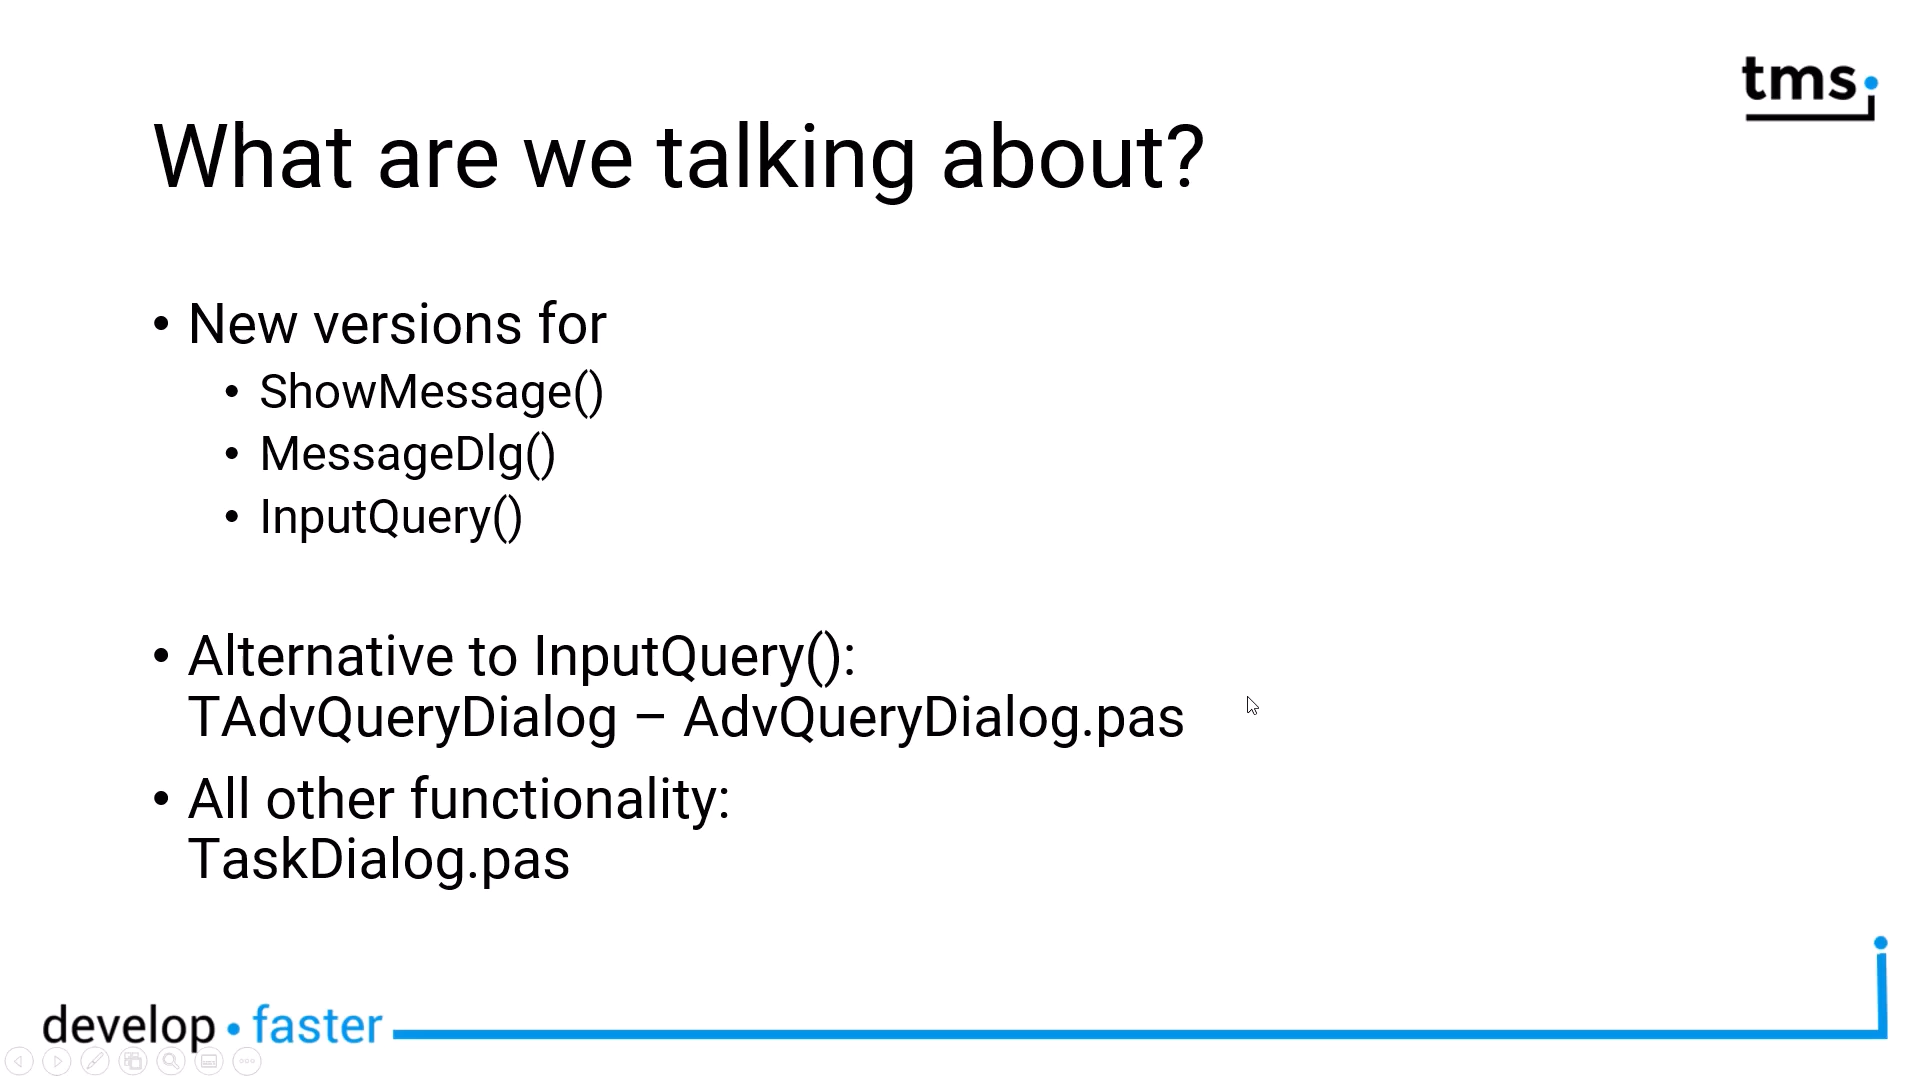 tms
What are we talking about?
• New versions for
• ShowMessage()
• MessageDlg()
• InputQuery()
• Alternative to InputQuery():
TAdvQueryDialog – AdvQueryDialog.pas
• All other functionality:
TaskDialog.pas
develop • faster